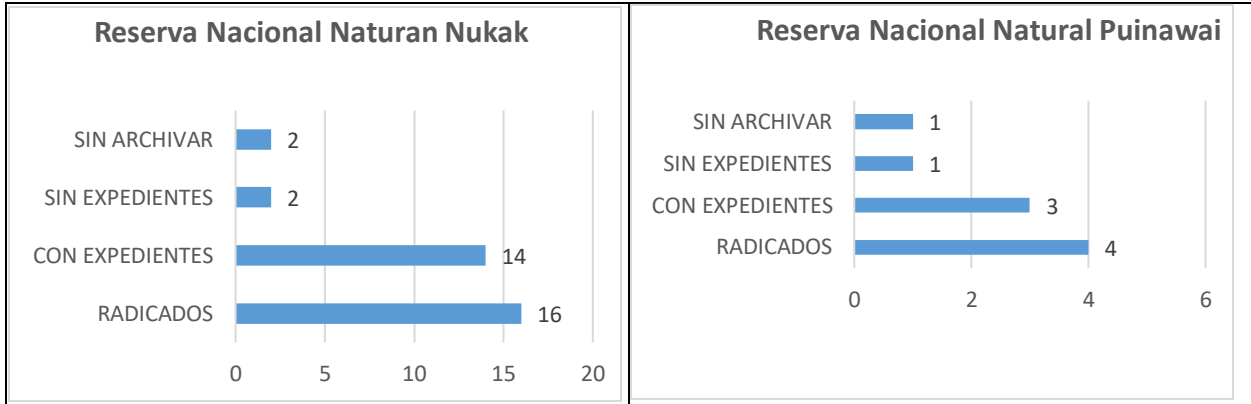 Reserva Nacional Naturan Nukak
SIN ARCHIVAR 2
SIN EXPEDIENTES 2
CON EXPEDIENTES 14
RADICADOS 16
0 5 10 15 20
Reserva Nacional Natural Puinawai
SIN ARCHIVAR 1
SIN EXPEDIENTES 1
CON EXPEDIENTES 3
RADICADOS 4
0 2 4 6